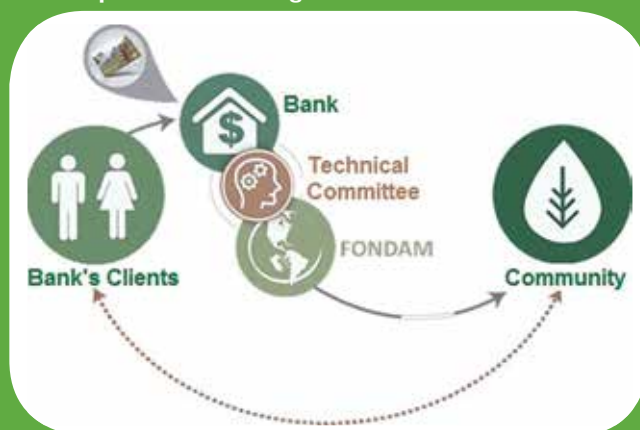 Bank
Technical
Committee
FONDAM
Bank's Clients
Community